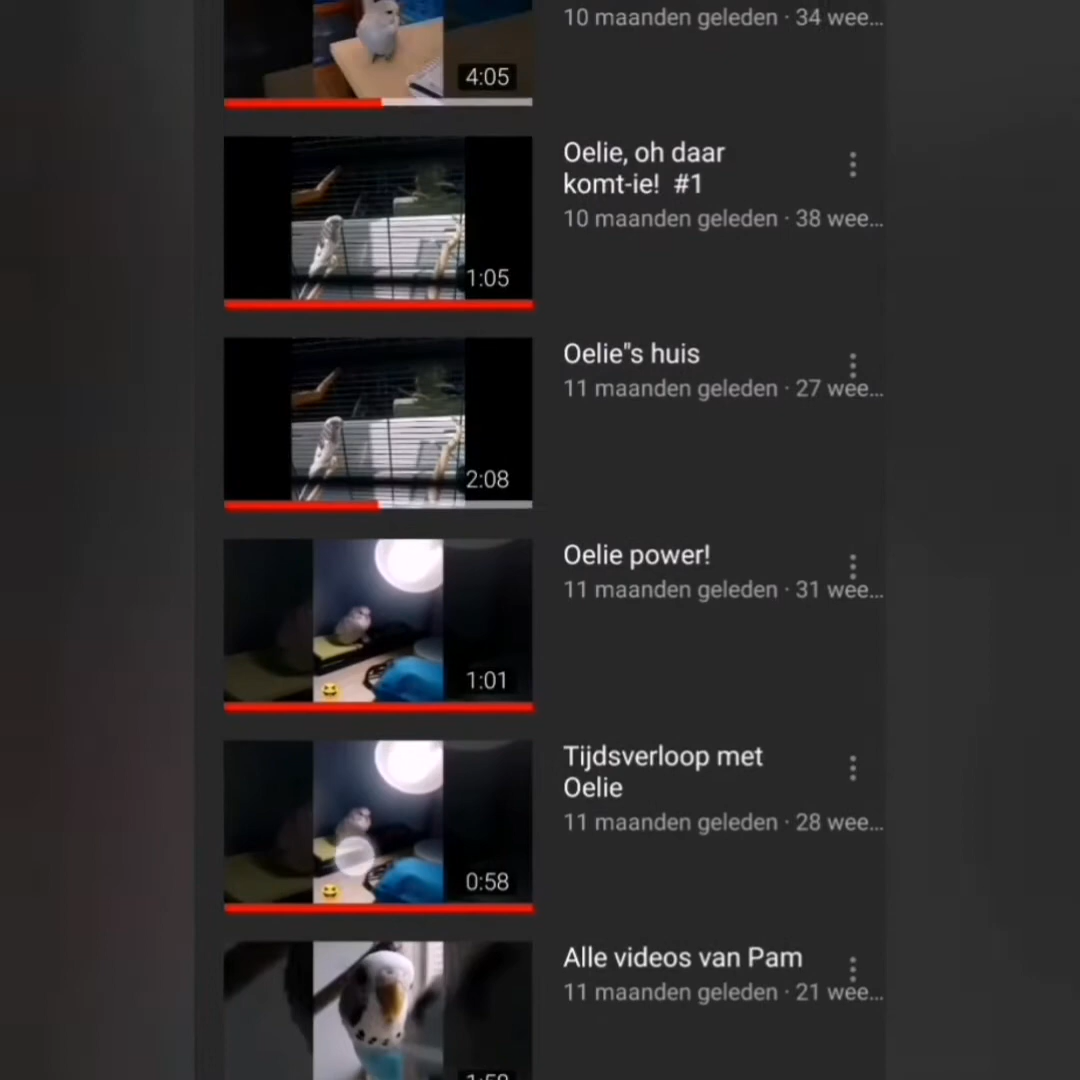 10 maanden geleden · 34 wee...
4:05
Oelie, oh daar
komt-ie! #1
10 maanden geleden · 38 wee...
1:05
Oelie"s huis
11 maanden geleden · 27 wee...
2:08
Oelie power!
11 maanden geleden · 31 wee...
1:01
Tijdsverloop met
Oelie
11 maanden geleden · 28 wee...
0:58
Alle videos van Pam
11 maanden geleden · 21 wee...